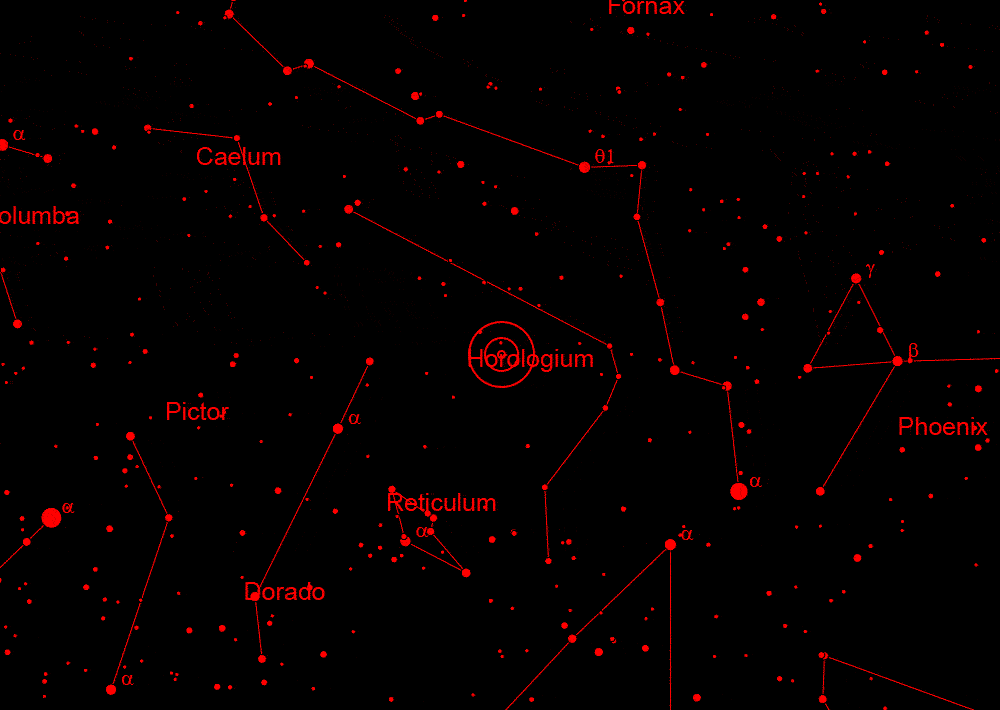 Fornax
α
Caelum
θ1
olumba
γ
β
Horologium
Pictor
α
Phoenix
α
Reticulum
α
α
α
Dorado
α